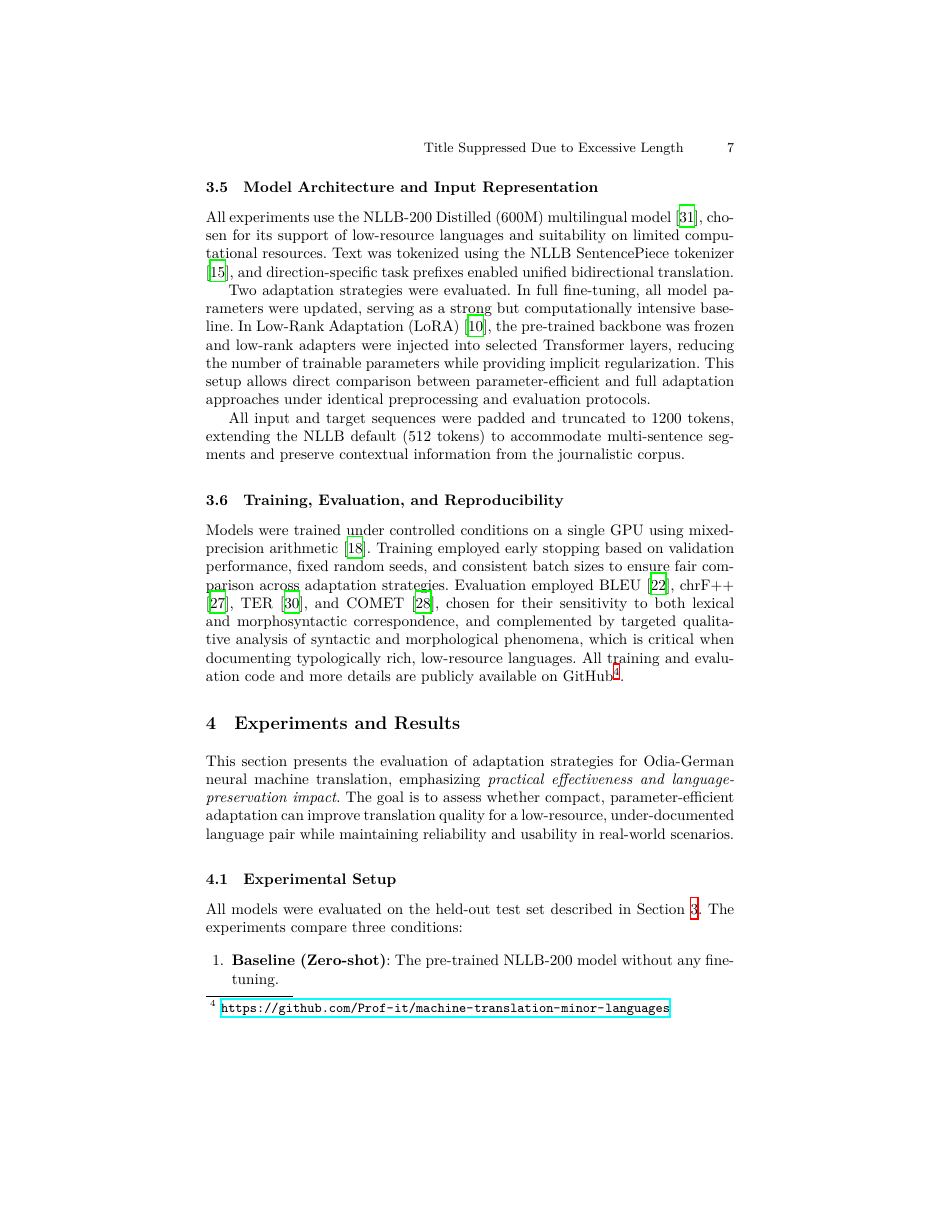 Title Suppressed Due to Excessive Length 7
3.5 Model Architecture and Input Representation
All experiments use the NLLB-200 Distilled (600M) multilingual model [31], cho-
sen for its support of low-resource languages and suitability on limited compu-
tational resources. Text was tokenized using the NLLB SentencePiece tokenizer
[15], and direction-specific task prefixes enabled unified bidirectional translation.
Two adaptation strategies were evaluated. In full fine-tuning, all model pa-
rameters were updated, serving as a strong but computationally intensive base-
line. In Low-Rank Adaptation (LoRA) [10], the pre-trained backbone was frozen
and low-rank adapters were injected into selected Transformer layers, reducing
the number of trainable parameters while providing implicit regularization. This
setup allows direct comparison between parameter-efficient and full adaptation
approaches under identical preprocessing and evaluation protocols.
All input and target sequences were padded and truncated to 1200 tokens,
extending the NLLB default (512 tokens) to accommodate multi-sentence seg-
ments and preserve contextual information from the journalistic corpus.
3.6 Training, Evaluation, and Reproducibility
Models were trained under controlled conditions on a single GPU using mixed-
precision arithmetic [18]. Training employed early stopping based on validation
performance, fixed random seeds, and consistent batch sizes to ensure fair com-
parison across adaptation strategies. Evaluation employed BLEU [22], chrF++
[27], TER [30], and COMET [28], chosen for their sensitivity to both lexical
and morphosyntactic correspondence, and complemented by targeted qualita-
tive analysis of syntactic and morphological phenomena, which is critical when
documenting typologically rich, low-resource languages. All training and evalu-
ation code and more details are publicly available on GitHub4.
4 Experiments and Results
This section presents the evaluation of adaptation strategies for Odia-German
neural machine translation, emphasizing practical effectiveness and language-
preservation impact. The goal is to assess whether compact, parameter-efficient
adaptation can improve translation quality for a low-resource, under-documented
language pair while maintaining reliability and usability in real-world scenarios.
4.1 Experimental Setup
All models were evaluated on the held-out test set described in Section 3. The
experiments compare three conditions:
1. Baseline (Zero-shot): The pre-trained NLLB-200 model without any fine-
tuning.
4 https://github.com/Prof-it/machine-translation-minor-languages